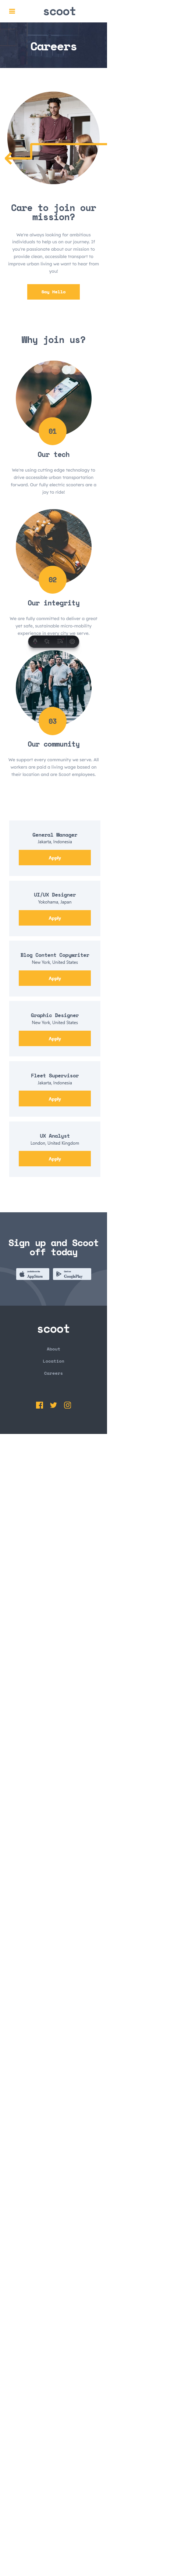 scoot
Careers
Care to join our
mission?
We're always looking for ambitious
individuals to help us on our journey. If
you're passionate about our mission to
provide clean, accessible transport to
improve urban living we want to hear from
you!
Say Hello
Why join us?
01
Our tech
We're using cutting edge technology to
drive accessible urban transportation
forward. Our fully electric scooters are a
joy to ride!
02
Our integrity
We are fully committed to deliver a great
yet safe, sustainable micro-mobility
experience in every city we serve.
03
Our community
We support every community we serve. All
workers are paid a living wage based on
their location and are Scoot employees.
General Manager
Jakarta, Indonesia
Apply
UI/UX Designer
Yokohama, Japan
Apply
Blog Content Copywriter
New York, United States
Apply
Graphic Designer
New York, United States
Apply
Fleet Supervisor
Jakarta, Indonesia
Apply
UX Analyst
London, United Kingdom
Apply
Sign up and Scoot
off today
AppStore
GooglePlay
scoot
About
Location
Careers